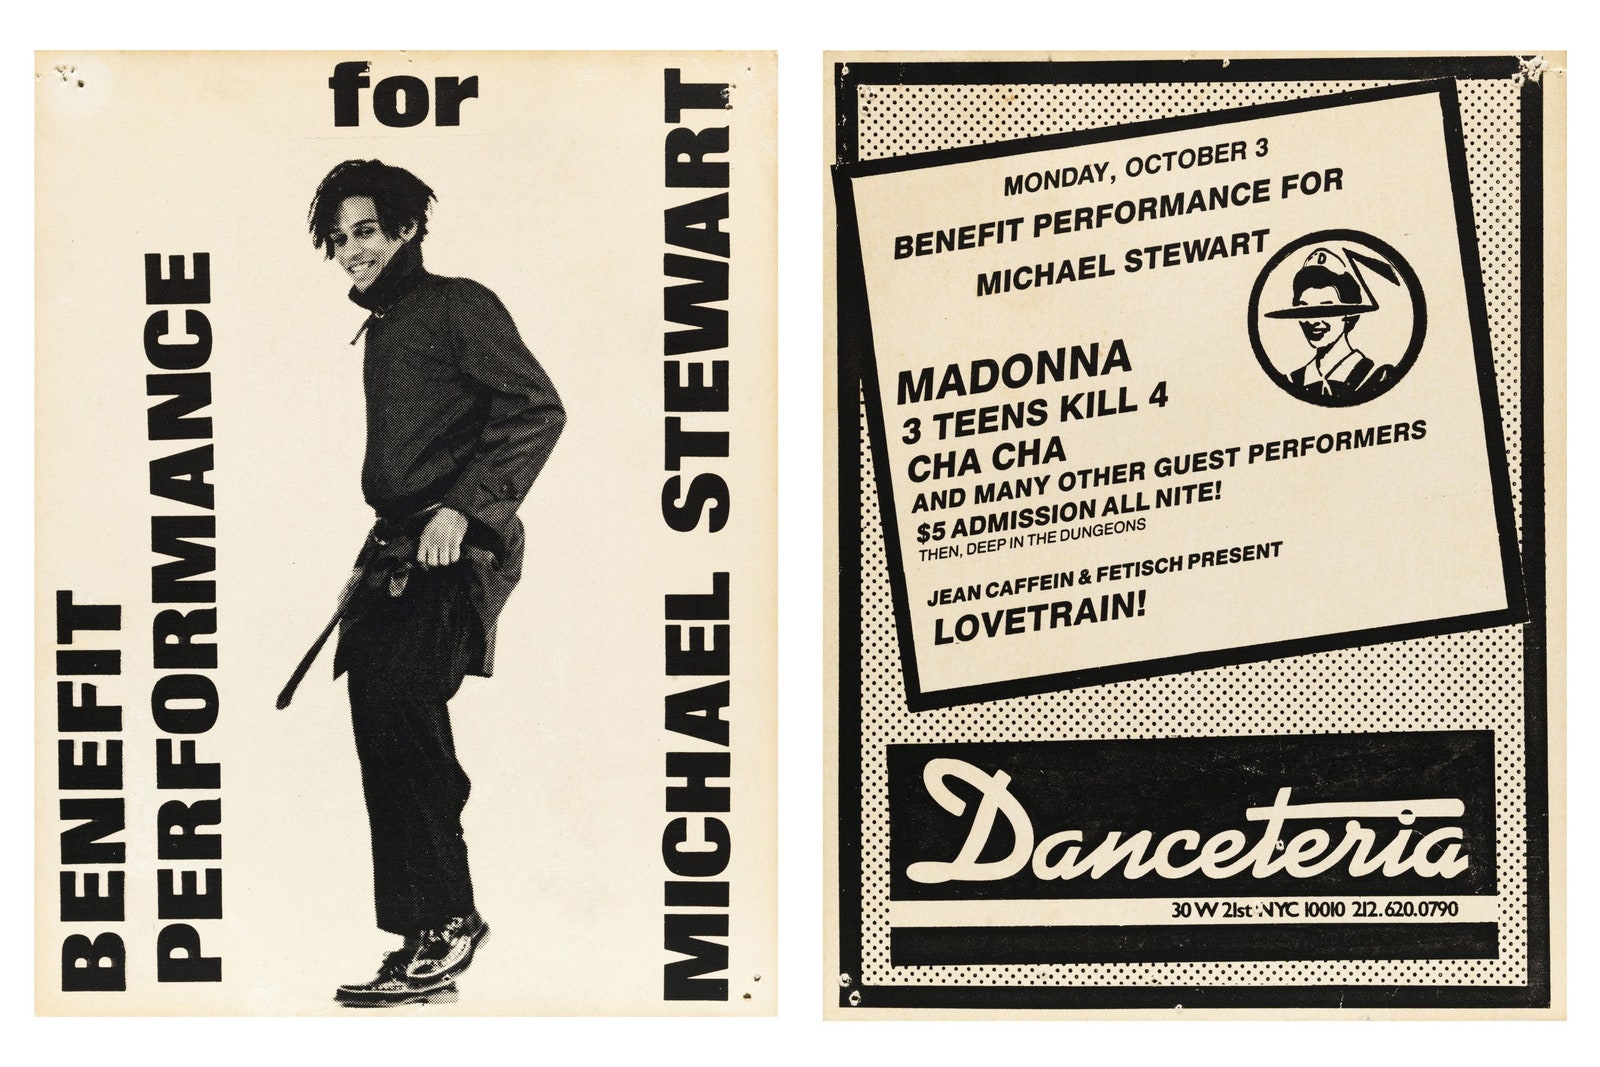 BENEFIT
PERFORMANCE
for
MICHAEL STEWART
MONDAY, OCTOBER 3
BENEFIT PERFORMANCE FOR
MICHAEL STEWART
D
MADONNA
3 TEENS KILL 4
CHA CHA
AND MANY OTHER GUEST PERFORMERS
$5 ADMISSION ALL NITE!
THEN, DEEP IN THE DUNGEONS
JEAN CAFFEIN & FETISCH PRESENT
LOVETRAIN!
Danceteria
30 W 21st NYC 10010 212.620.0790